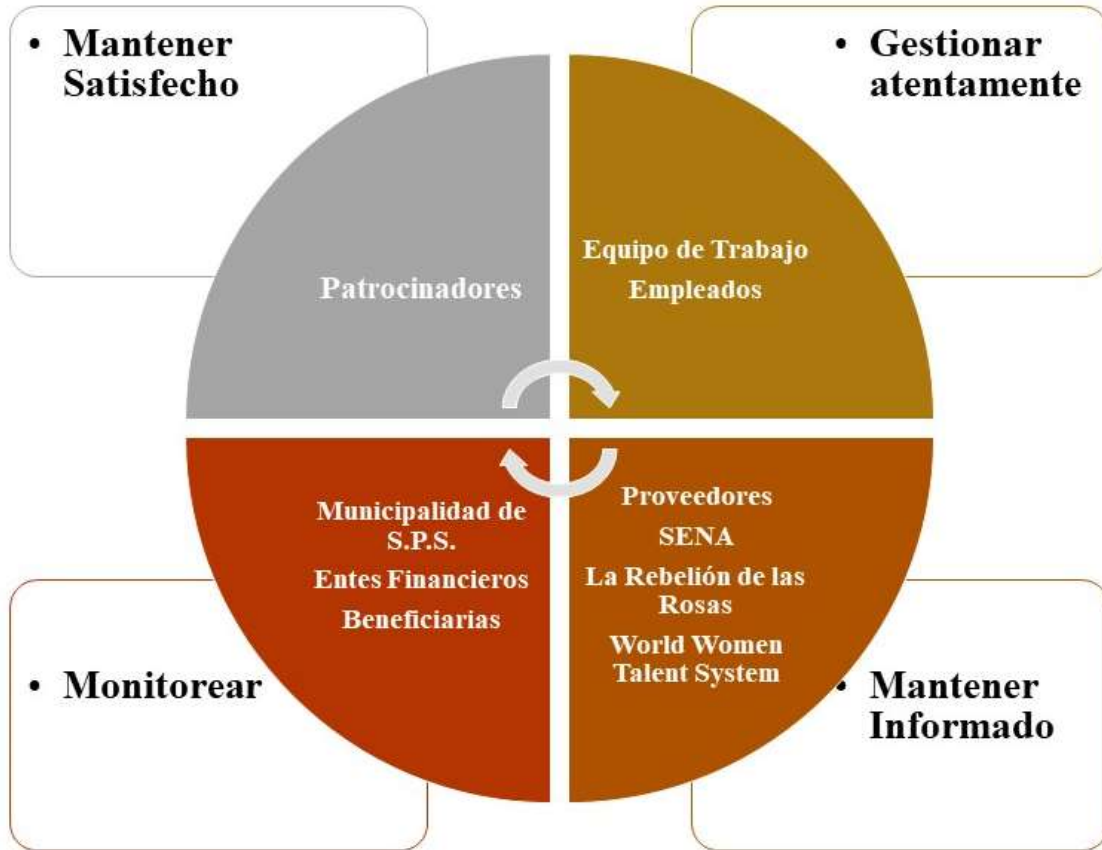 • Mantener
Satisfecho
• Gestionar
atentamente
Patrocinadores
Equipo de Trabajo
Empleados
Municipalidad de
S.P.S.
Entes Financieros
Beneficiarias
Proveedores
SENA
La Rebelión de las
Rosas
World Women
Talent System
• Monitorear
• Mantener
Informado